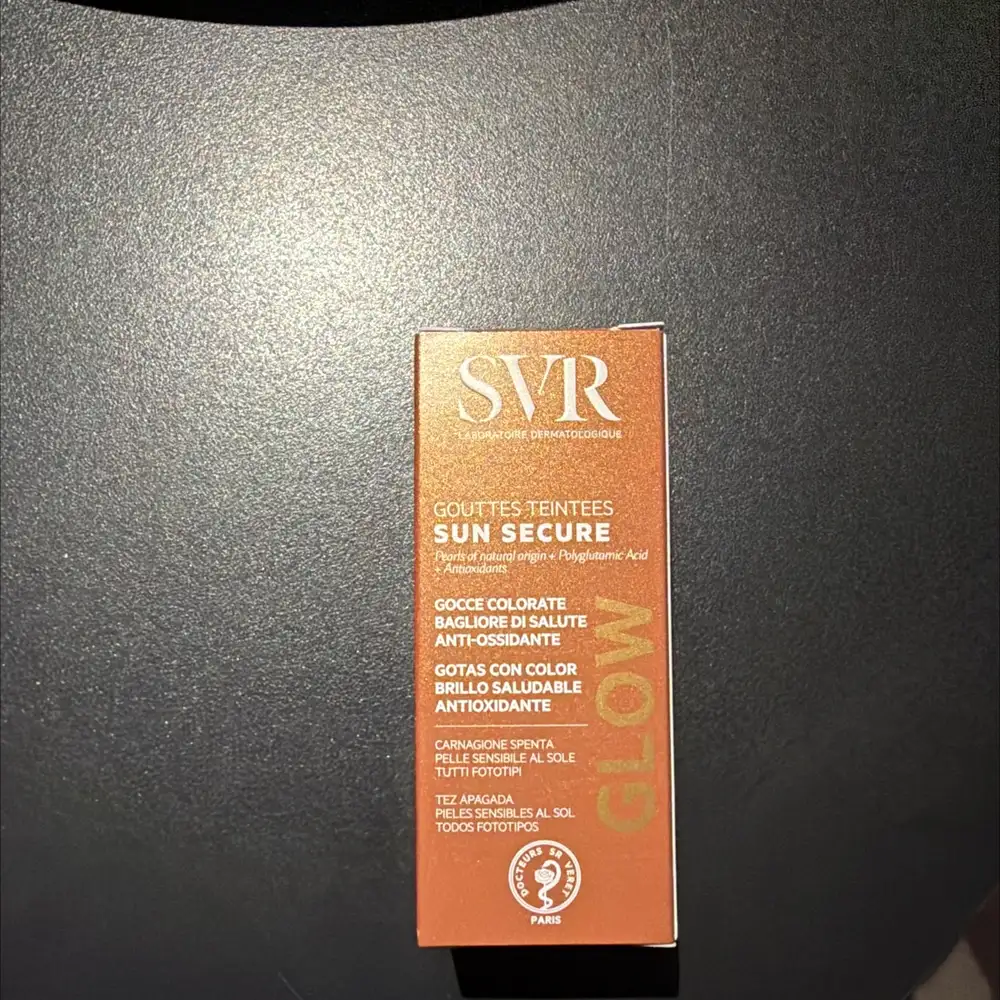 SVR
LABORATOIRE DERMATOLOGIQUE
GOUTTES TEINTEES
SUN SECURE
Pearls of natural origin + Polyglutamic Acid
+ Antioxidants
GOCCE COLORATE
BAGLIORE DI SALUTE
ANTI-OSSIDANTE
GOTAS CON COLOR
BRILLO SALUDABLE
ANTIOXIDANTE
GLOW
CARNAGIONE SPENTA
PELLE SENSIBILE AL SOLE
TUTTI FOTOTIPI
TEZ APAGADA
PIELES SENSIBLES AL SOL
TODOS FOTOTIPOS
DOCTEURS SR VERET
PARIS